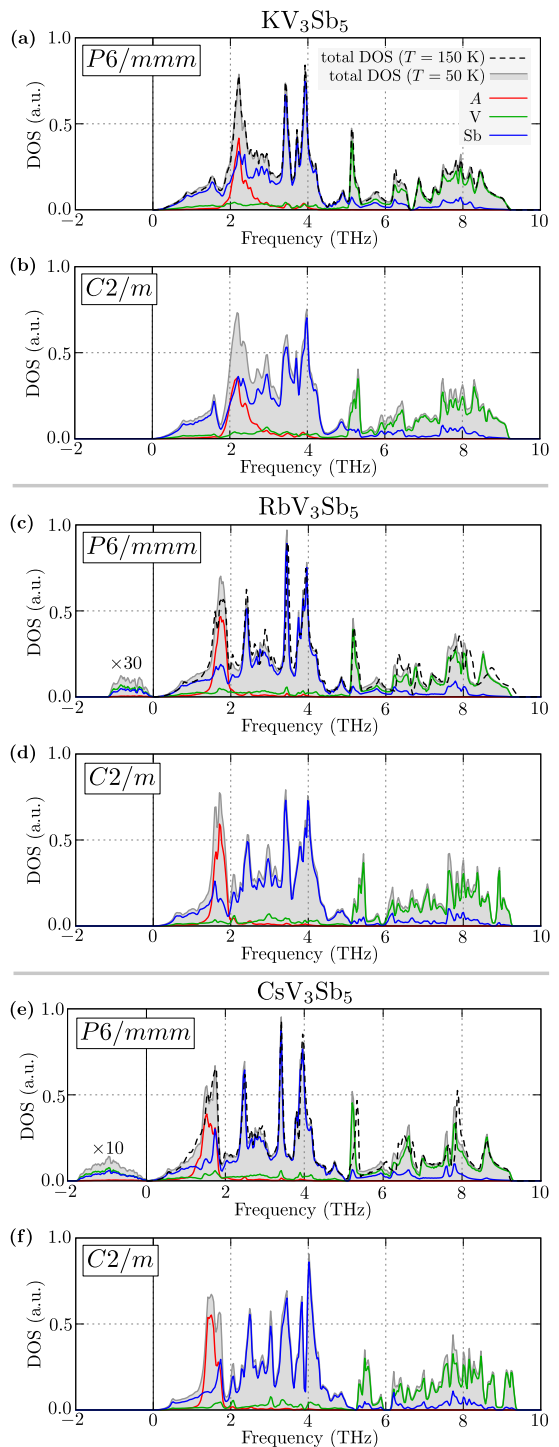 KV₃Sb₅
(a)
P6/mmm
total DOS (T = 150 K)
total DOS (T = 50 K)
A
V
Sb
DOS (a.u.)
1.0
0.5
0.0
−2 0 2 4 6 8 10
Frequency (THz)
(b)
C2/m
DOS (a.u.)
1.0
0.5
0.0
−2 0 2 4 6 8 10
Frequency (THz)
RbV₃Sb₅
(c)
P6/mmm
×30
DOS (a.u.)
1.0
0.5
0.0
−2 0 2 4 6 8 10
Frequency (THz)
(d)
C2/m
DOS (a.u.)
1.0
0.5
0.0
−2 0 2 4 6 8 10
Frequency (THz)
CsV₃Sb₅
(e)
P6/mmm
×10
DOS (a.u.)
1.0
0.5
0.0
−2 0 2 4 6 8 10
Frequency (THz)
(f)
C2/m
DOS (a.u.)
1.0
0.5
0.0
−2 0 2 4 6 8 10
Frequency (THz)